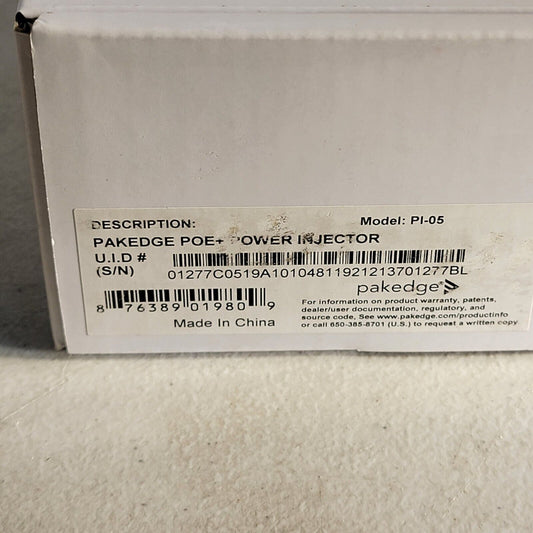 DESCRIPTION: Model: PI-05
PAKEDGE POE+ POWER INJECTOR
U.I.D #
(S/N) 01277C0519A10104811921213701277BL
pakedge
8 76389 01980 9
Made In China
For information on product warranty, patents,
dealer/user documentation, regulatory, and
source code, See www.pakedge.com/productinfo
or call 650-385-8701 (U.S.) to request a written copy